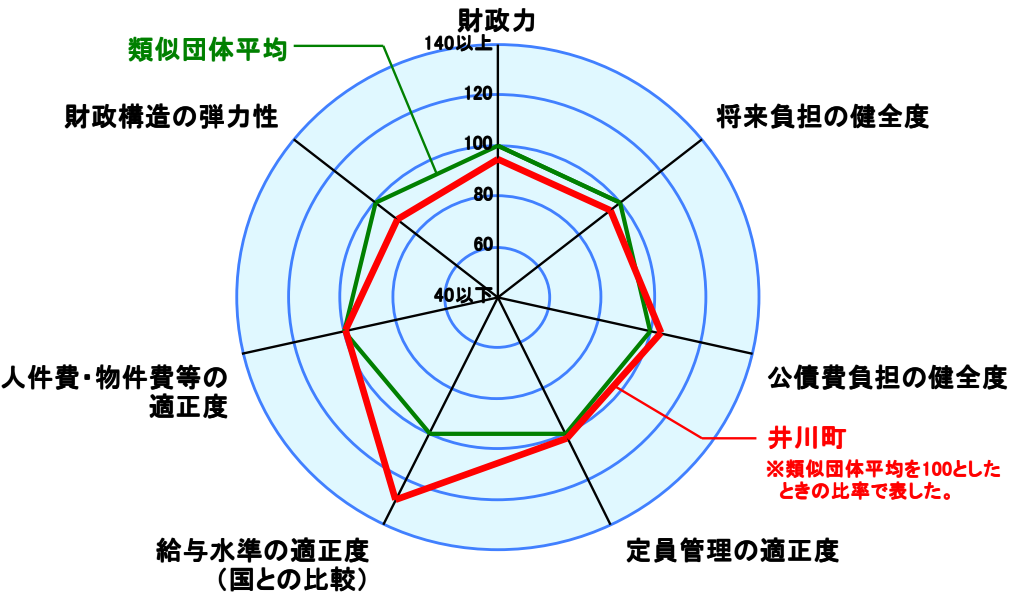 財政力
140以上
類似団体平均
120
財政構造の弾力性
将来負担の健全度
100
80
60
40以下
人件費・物件費等の
適正度
公債費負担の健全度
井川町
※類似団体平均を100とした
ときの比率で表した。
給与水準の適正度
（国との比較）
定員管理の適正度